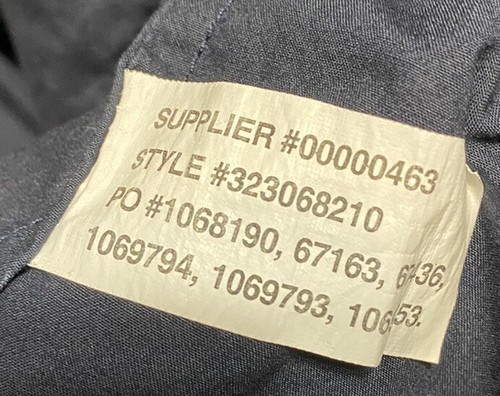 SUPPLIER #00000463
STYLE #323068210
PO #1068190, 67163,
1069794, 1069793,